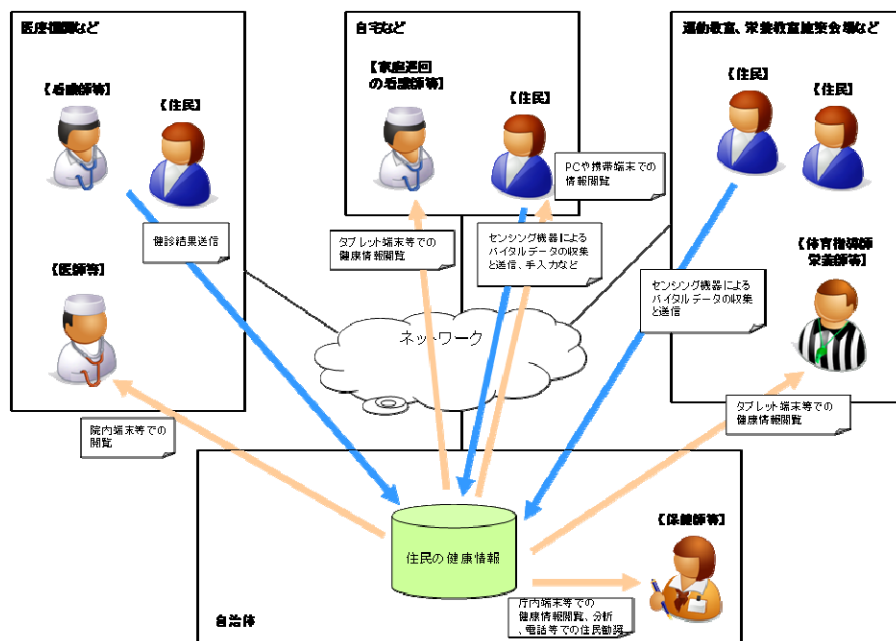 医療機関など
【看護師等】
【住民】
健診結果送信
【医師等】
院内端末等での
閲覧
自宅など
【家庭巡回
の看護師等】
【住民】
PCや携帯端末での
情報閲覧
タブレット端末等での
健康情報閲覧
センシング機器による
バイタルデータの収集
と送信、手入力など
運動教室、栄養教室施策会場など
【住民】
【住民】
【体育指導師
栄養師等】
センシング機器による
バイタルデータの収集
と送信
タブレット端末等での
健康情報閲覧
ネットワーク
住民の健康情報
自治体
【保健師等】
庁内端末等での
健康情報閲覧、分析
、電話等での住民勧奨